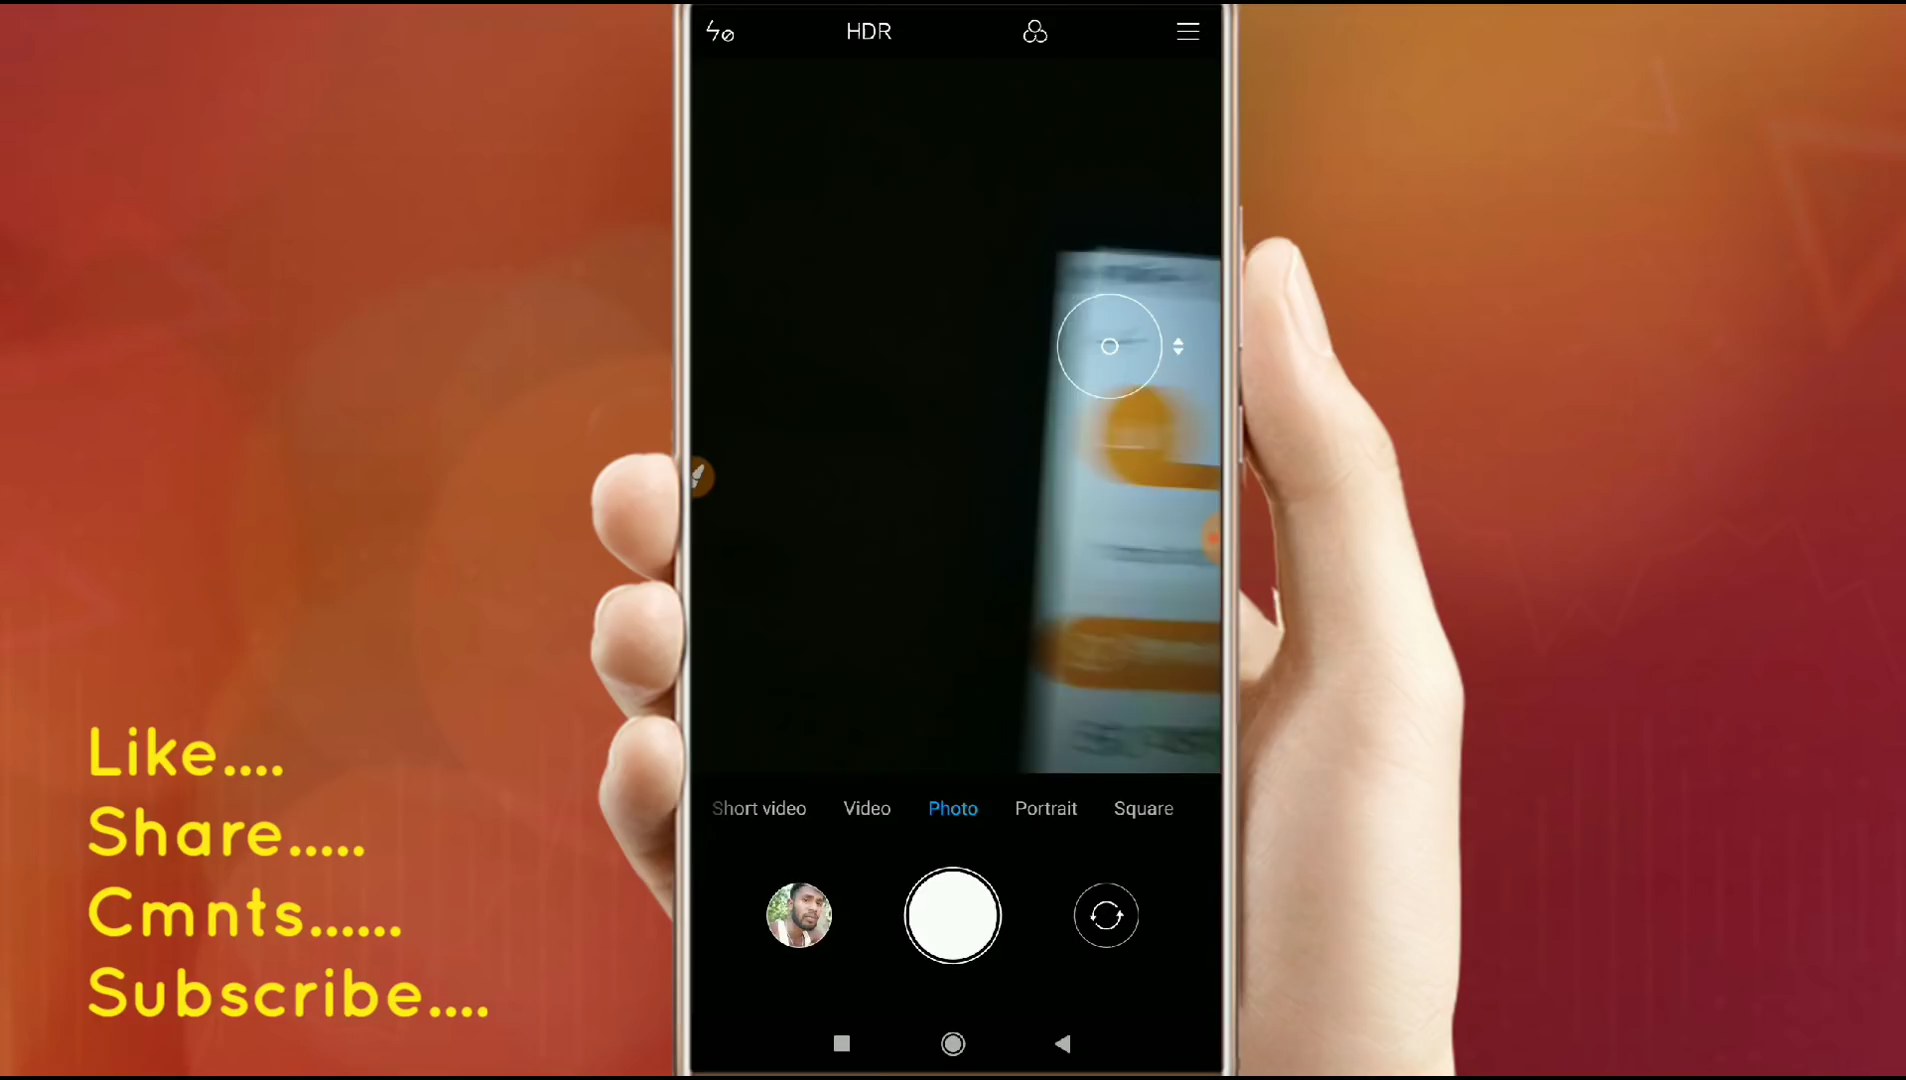 HDR
Short video Video Photo Portrait Square
Like....
Share.....
Cmnts......
Subscribe....